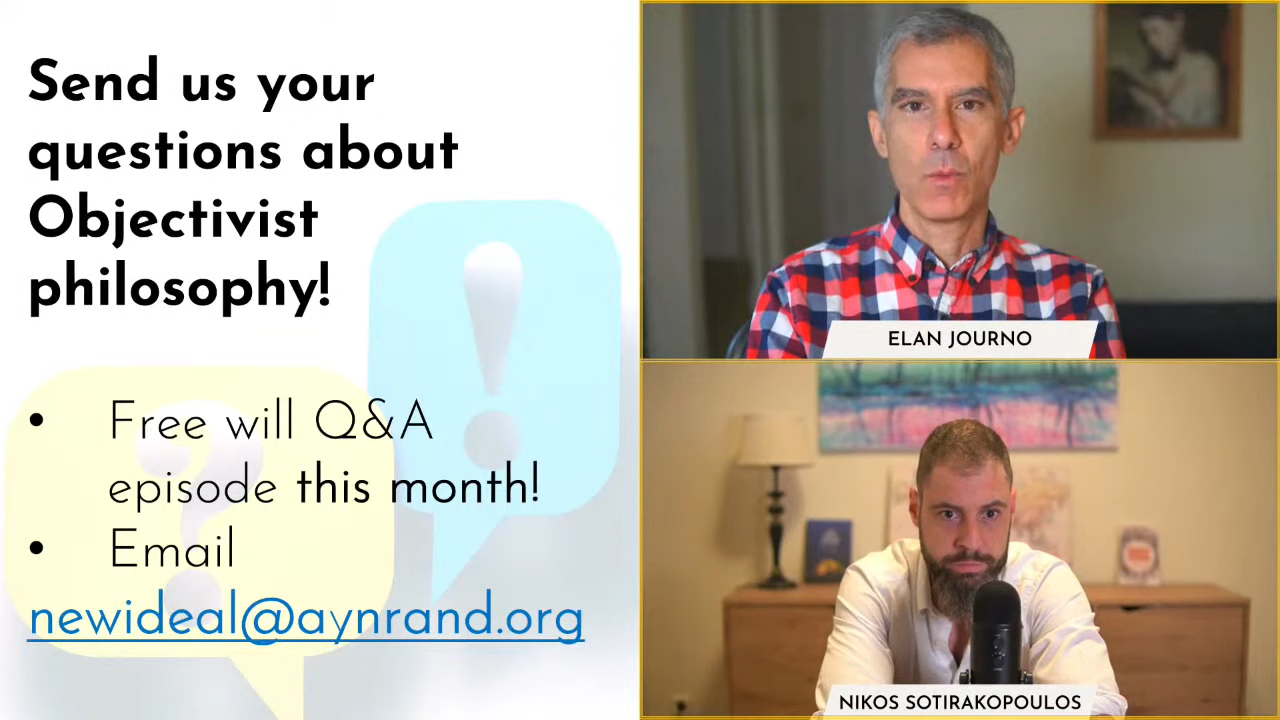 Send us your
questions about
Objectivist
philosophy!
• Free will Q&A
episode this month!
• Email
newideal@aynrand.org
ELAN JOURNO
NIKOS SOTIRAKOPOULOS